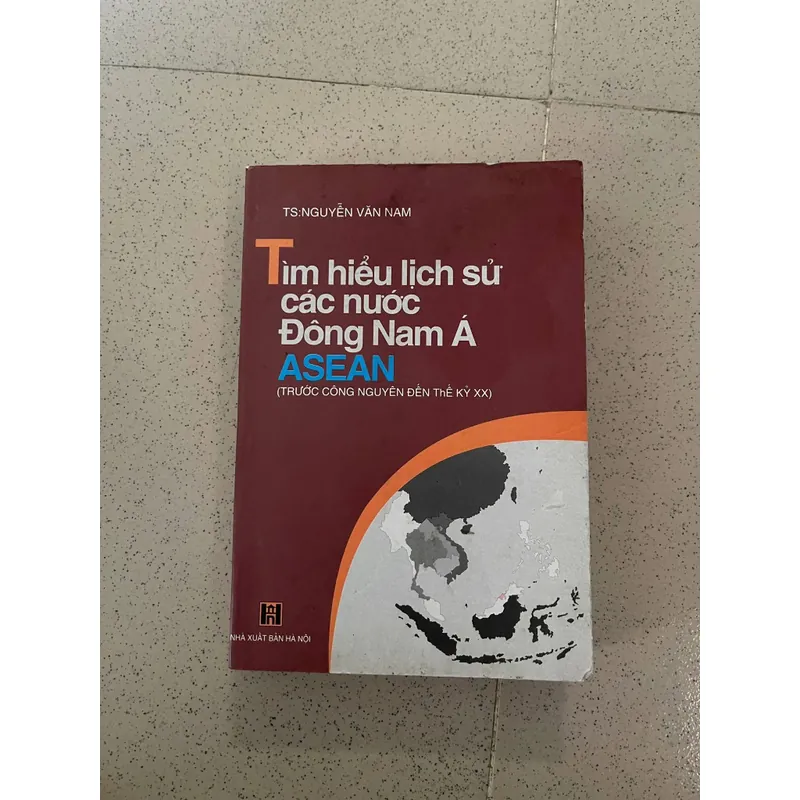 TS:NGUYỄN VĂN NAM
Tìm hiểu lịch sử
các nước
Đông Nam Á
ASEAN
(TRƯỚC CÔNG NGUYÊN ĐẾN ThẾ KỶ XX)
NHÀ XUẤT BẢN HÀ NỘI